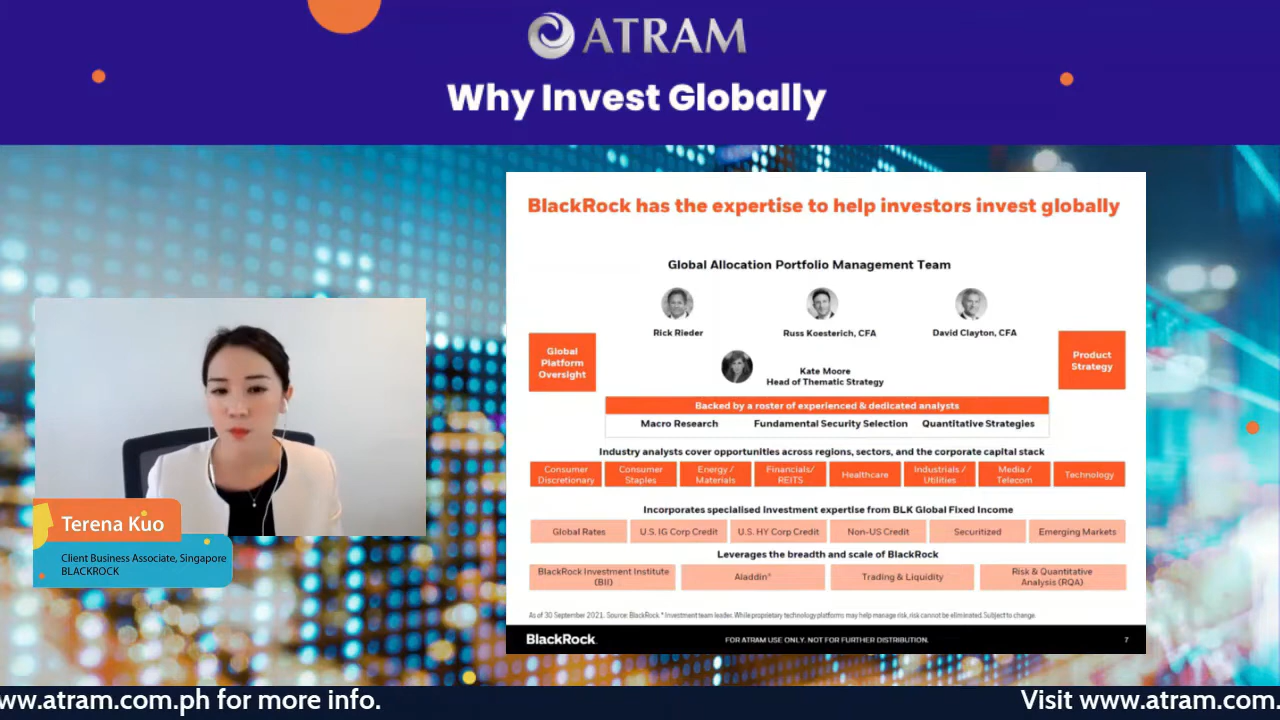 ATRAM
Why Invest Globally
BlackRock has the expertise to help investors invest globally
Global Allocation Portfolio Management Team
Rick Rieder
Russ Koesterich, CFA
David Clayton, CFA
Global
Platform
Oversight
Product
Strategy
Kate Moore
Head of Thematic Strategy
Backed by a roster of experienced & dedicated analysts
Macro Research
Fundamental Security Selection
Quantitative Strategies
Industry analysts cover opportunities across regions, sectors, and the corporate capital stack
Consumer
Discretionary
Consumer
Staples
Energy /
Materials
Financials/
REITS
Healthcare
Industrials /
Utilities
Media /
Telecom
Technology
Incorporates specialised investment expertise from BLK Global Fixed Income
Global Rates
U.S. IG Corp Credit
U.S. HY Corp Credit
Non-US Credit
Securitized
Emerging Markets
Leverages the breadth and scale of BlackRock
BlackRock Investment Institute
(BII)
Aladdin®
Trading & Liquidity
Risk & Quantitative
Analysis (RQA)
As of 30 September 2021. Source: BlackRock * Investment team leader. While proprietary technology platforms may help manage risk, risk cannot be eliminated. Subject to change.
BlackRock.
FOR ATRAM USE ONLY. NOT FOR FURTHER DISTRIBUTION.
7
Terena Kuo
Client Business Associate, Singapore
BLACKROCK
ww.atram.com.ph for more info.
Visit www.atram.com.